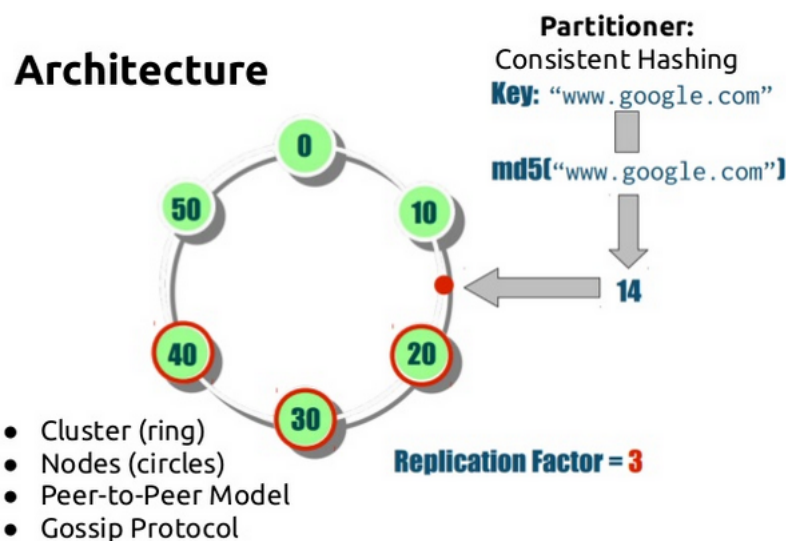 Architecture
Partitioner:
Consistent Hashing
Key: “www.google.com”
md5(“www.google.com”)
14
0
10
20
30
40
50
Replication Factor = 3
● Cluster (ring)
● Nodes (circles)
● Peer-to-Peer Model
● Gossip Protocol